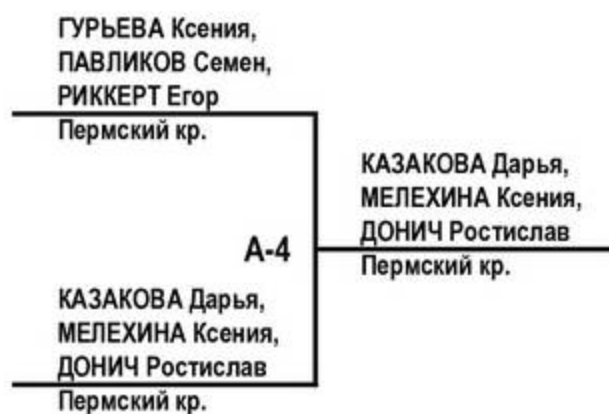 ГУРЬЕВА Ксения,
ПАВЛИКОВ Семен,
РИККЕРТ Егор
Пермский кр.
А-4
КАЗАКОВА Дарья,
МЕЛЕХИНА Ксения,
ДОНИЧ Ростислав
Пермский кр.
КАЗАКОВА Дарья,
МЕЛЕХИНА Ксения,
ДОНИЧ Ростислав
Пермский кр.